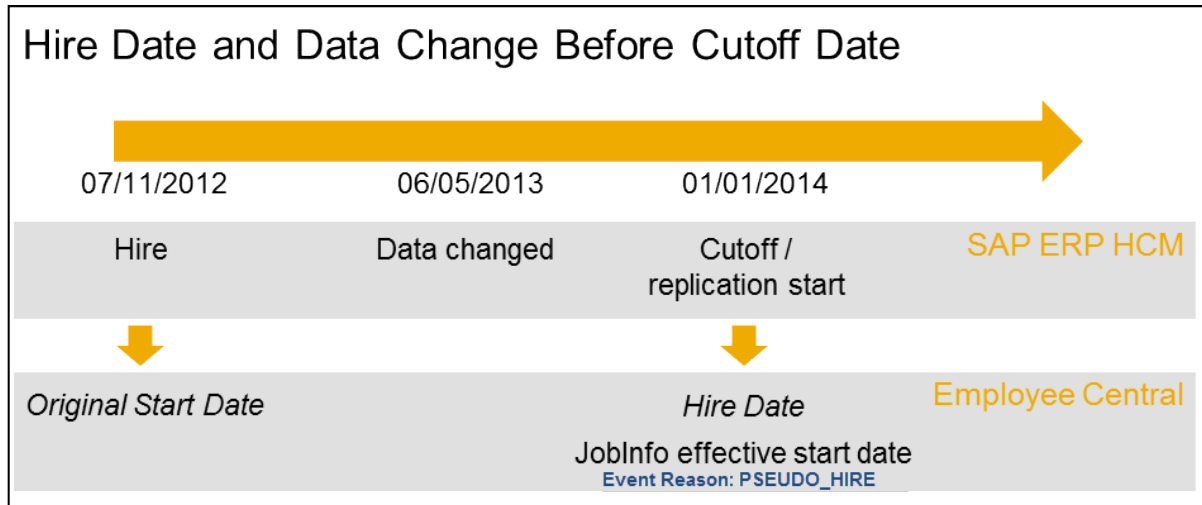 Hire Date and Data Change Before Cutoff Date
07/11/2012 06/05/2013 01/01/2014
Hire Data changed Cutoff / SAP ERP HCM
replication start
Original Start Date Hire Date Employee Central
JobInfo effective start date
Event Reason: PSEUDO_HIRE